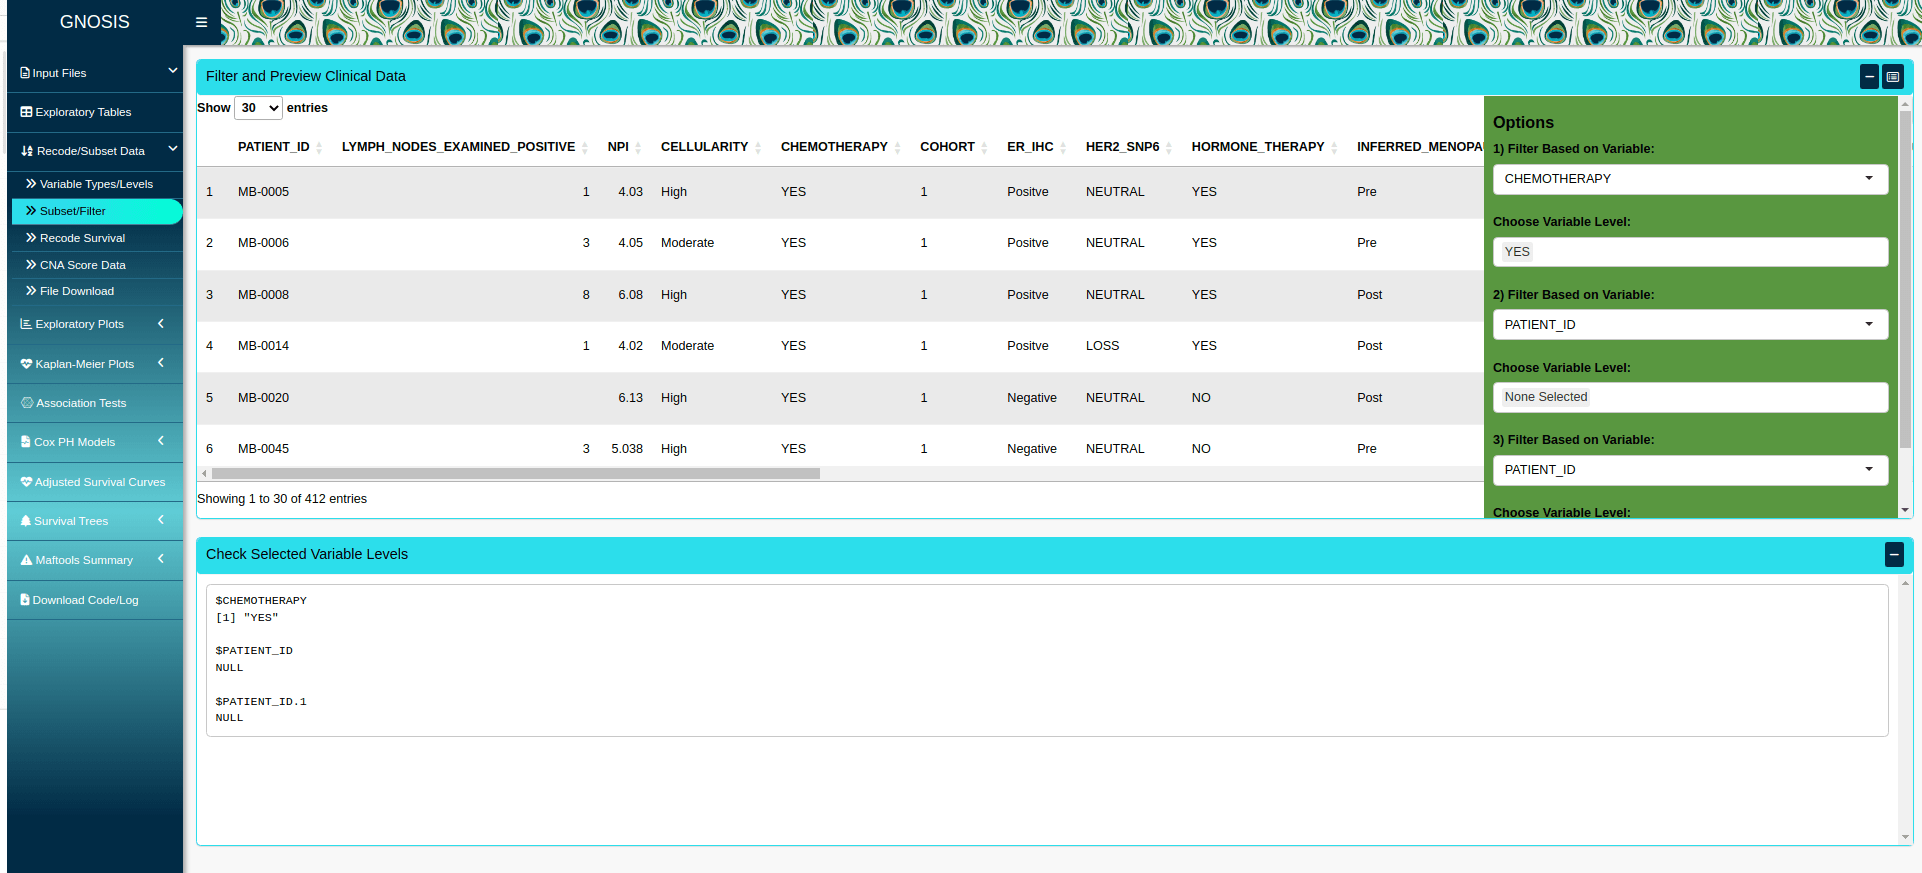 GNOSIS
Input Files
Exploratory Tables
Recode/Subset Data
Variable Types/Levels
Subset/Filter
Recode Survival
CNA Score Data
File Download
Exploratory Plots
Kaplan-Meier Plots
Association Tests
Cox PH Models
Adjusted Survival Curves
Survival Trees
Maftools Summary
Download Code/Log
Filter and Preview Clinical Data
Show 30 entries
PATIENT_ID LYMPH_NODES_EXAMINED_POSITIVE NPI CELLULARITY CHEMOTHERAPY COHORT ER_IHC HER2_SNP6 HORMONE_THERAPY INFERRED_MENOPA
1 MB-0005 1 4.03 High YES 1 Positve NEUTRAL YES Pre
2 MB-0006 3 4.05 Moderate YES 1 Positve NEUTRAL YES Pre
3 MB-0008 8 6.08 High YES 1 Positve NEUTRAL YES Post
4 MB-0014 1 4.02 Moderate YES 1 Positve LOSS YES Post
5 MB-0020 6.13 High YES 1 Negative NEUTRAL NO Post
6 MB-0045 3 5.038 High YES 1 Negative NEUTRAL NO Pre
Showing 1 to 30 of 412 entries
Options
1) Filter Based on Variable:
CHEMOTHERAPY
Choose Variable Level:
YES
2) Filter Based on Variable:
PATIENT_ID
Choose Variable Level:
None Selected
3) Filter Based on Variable:
PATIENT_ID
Choose Variable Level:
Check Selected Variable Levels
$CHEMOTHERAPY
[1] "YES"
$PATIENT_ID
NULL
$PATIENT_ID.1
NULL